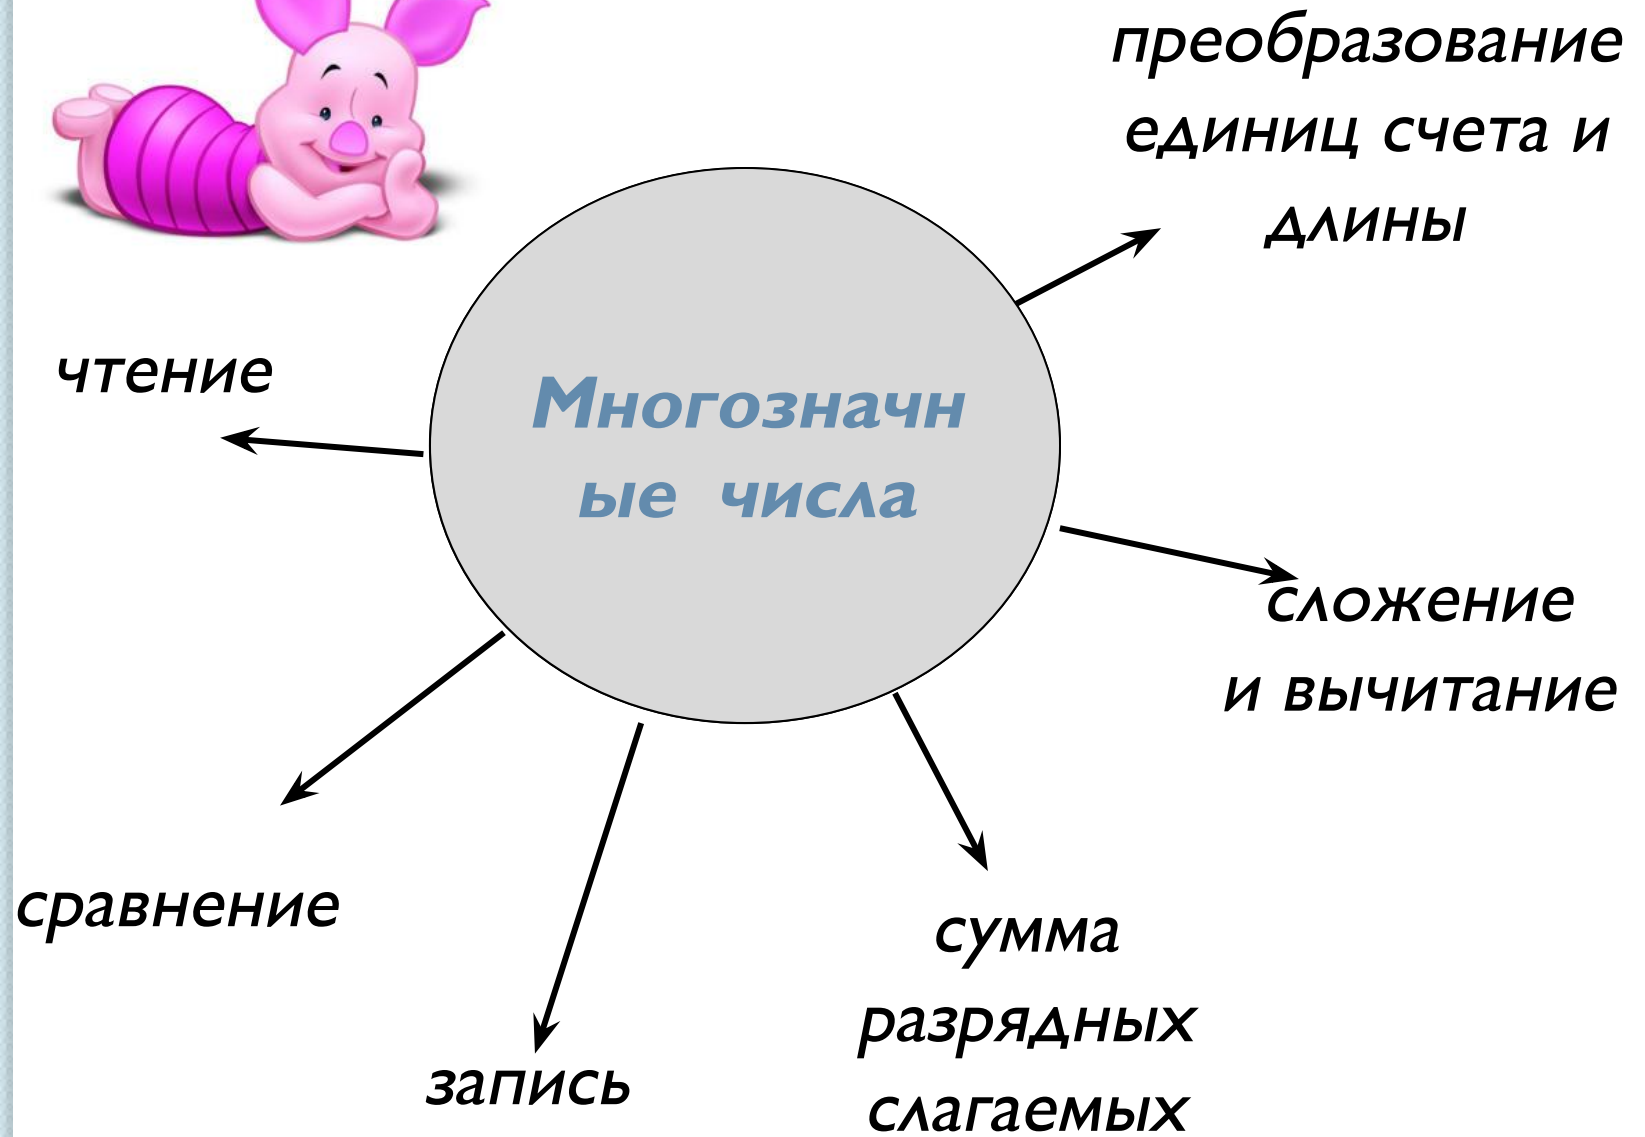 преобразование
единиц счета и
длины
чтение
Многозначн
ые числа
сложение
и вычитание
сравнение
сумма
разрядных
слагаемых
запись